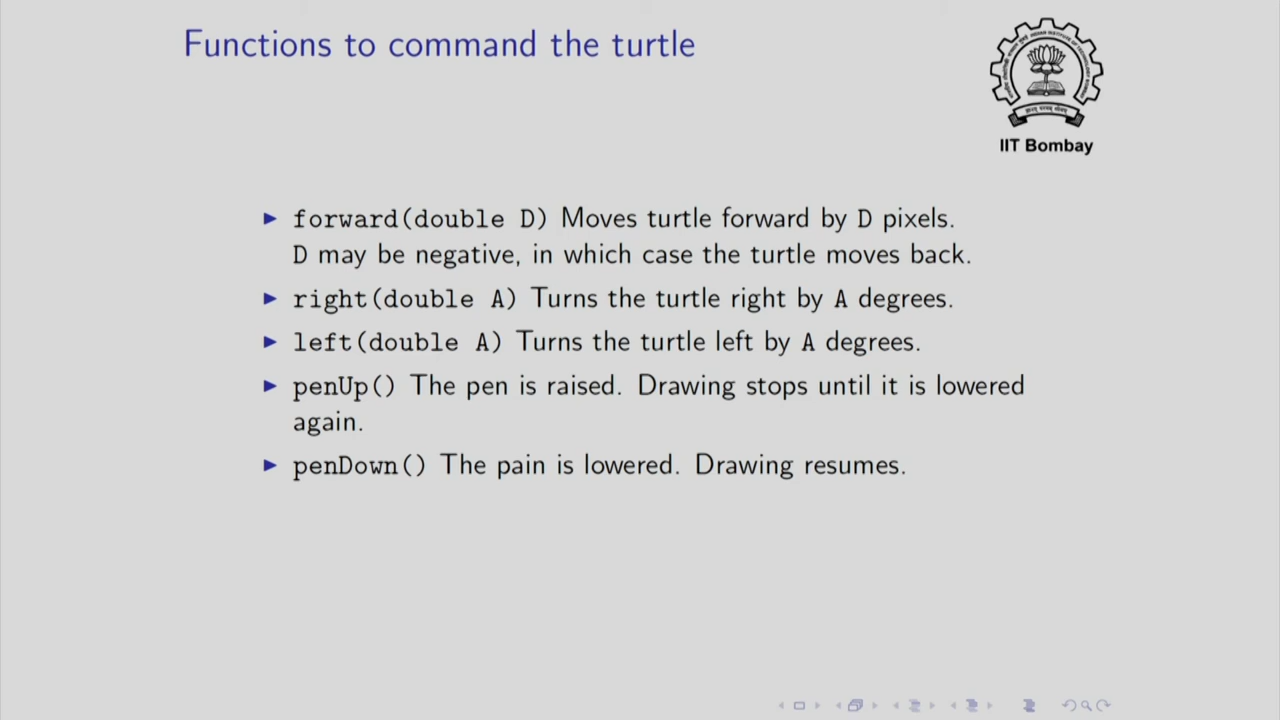 Functions to command the turtle
IIT Bombay
▶ forward(double D) Moves turtle forward by D pixels.
D may be negative, in which case the turtle moves back.
▶ right(double A) Turns the turtle right by A degrees.
▶ left(double A) Turns the turtle left by A degrees.
▶ penUp() The pen is raised. Drawing stops until it is lowered
again.
▶ penDown() The pain is lowered. Drawing resumes.